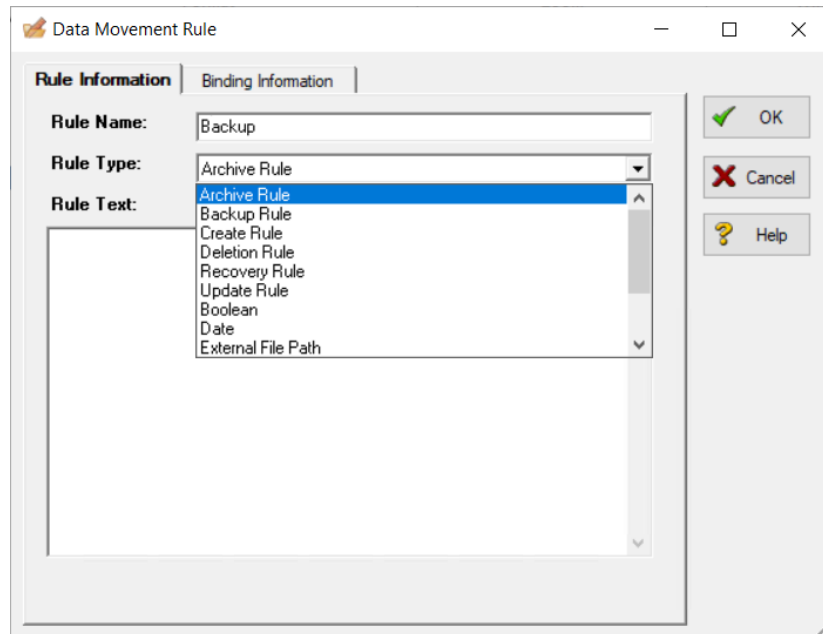 Data Movement Rule
Rule Information
Binding Information
Rule Name:
Backup
Rule Type:
Archive Rule
Rule Text:
Archive Rule
Backup Rule
Create Rule
Deletion Rule
Recovery Rule
Update Rule
Boolean
Date
External File Path
OK
Cancel
Help